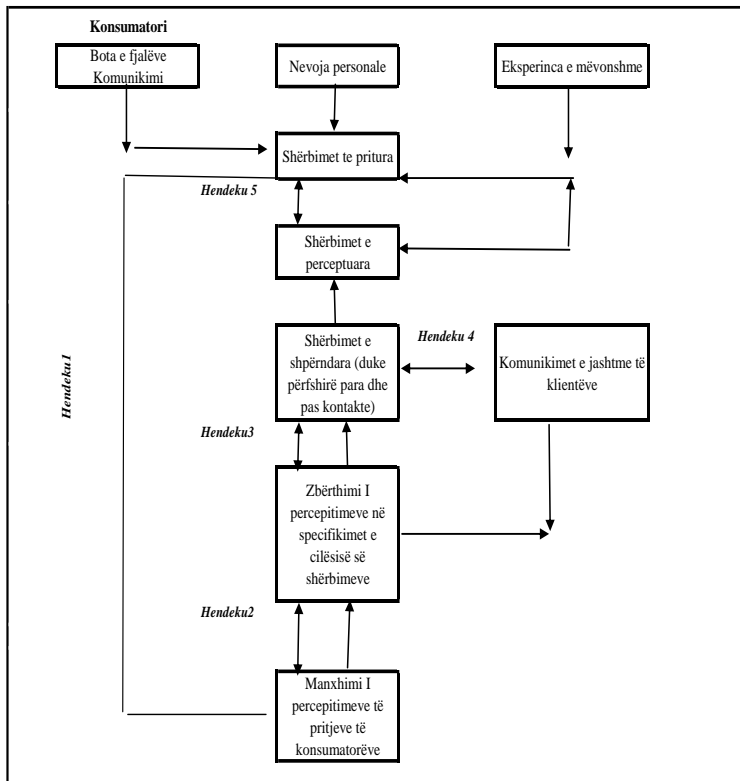 Konsumatori
Bota e fjalëve
Komunikimi
Nevoja personale
Eksperinca e mëvonshme
Shërbimet te pritura
Hendeku 5
Shërbimet e
perceptuara
Shërbimet e
shpërndara (duke
përfshirë para dhe
pas kontakte)
Hendeku 4
Komunikimet e jashtme të
klientëve
Hendeku1
Hendeku3
Zbërthimi I
percepitimeve në
specifikimet e
cilësisë së
shërbimeve
Hendeku2
Manxhimi I
percepitimeve të
pritjeve të
konsumatorëve